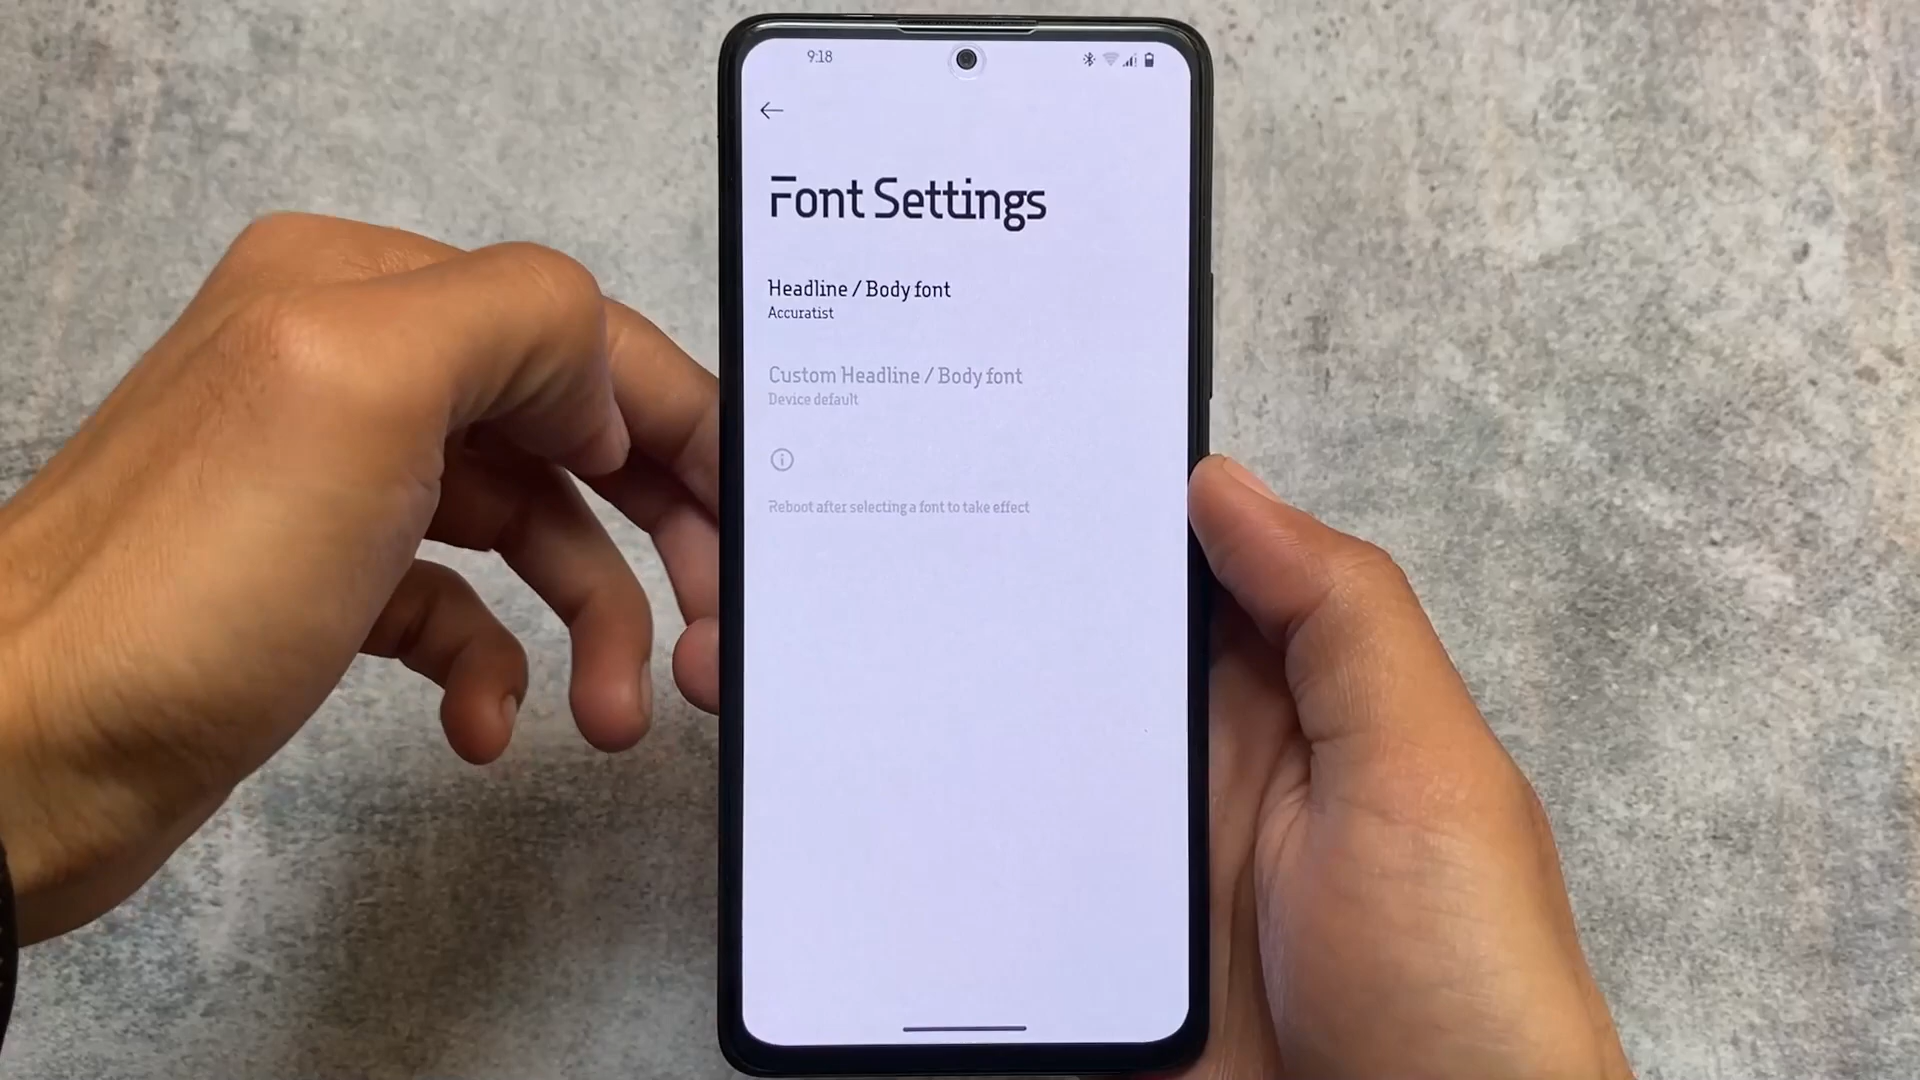 9:18
Font Settings
Headline / Body font
Accuratist
Custom Headline / Body font
Device default
Reboot after selecting a font to take effect